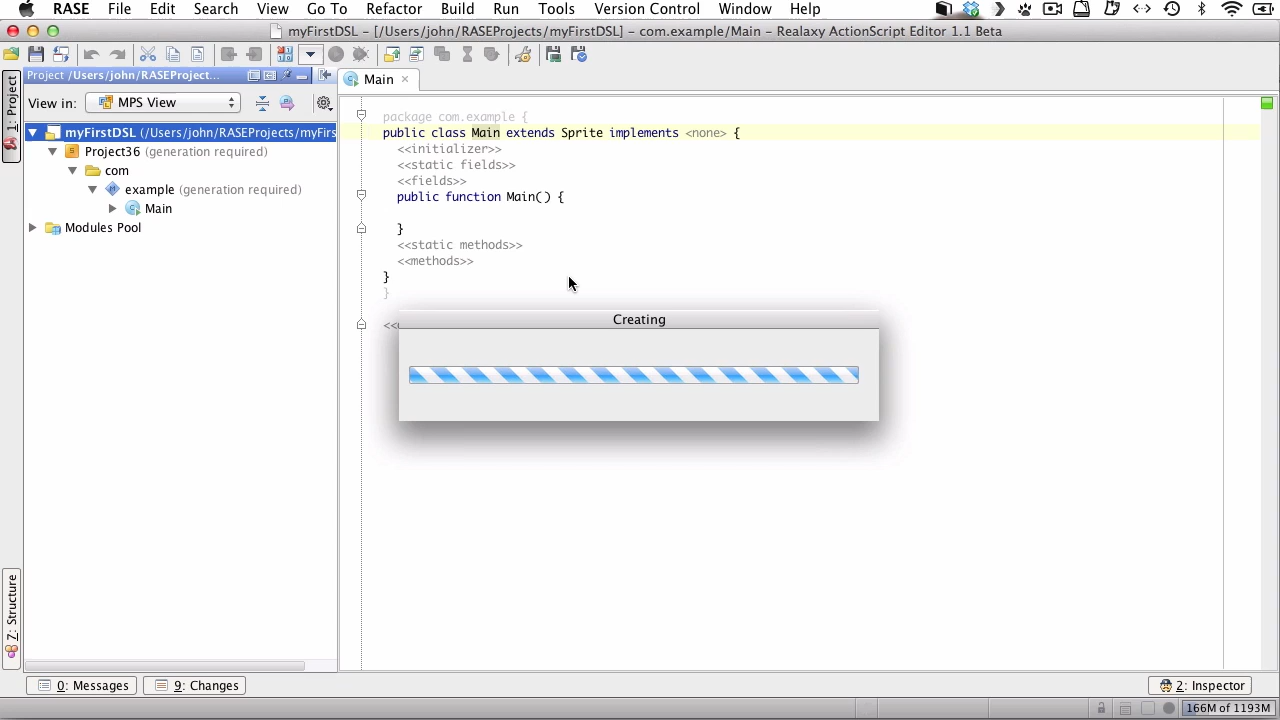 RASE File Edit Search View Go To Refactor Build Run Tools Version Control Window Help
myFirstDSL – [/Users/john/RASEProjects/myFirstDSL] – com.example/Main – Realaxy ActionScript Editor 1.1 Beta
Project /Users/john/RASEProject...
Main
1: Project
View in: MPS View
myFirstDSL (/Users/john/RASEProjects/myFirs
Project36 (generation required)
com
example (generation required)
Main
Modules Pool
package com.example {
public class Main extends Sprite implements <none> {
<<initializer>>
<<static fields>>
<<fields>>
public function Main() {
}
<<static methods>>
<<methods>>
}
}
<<
Creating
Z: Structure
0: Messages
9: Changes
2: Inspector
166M of 1193M